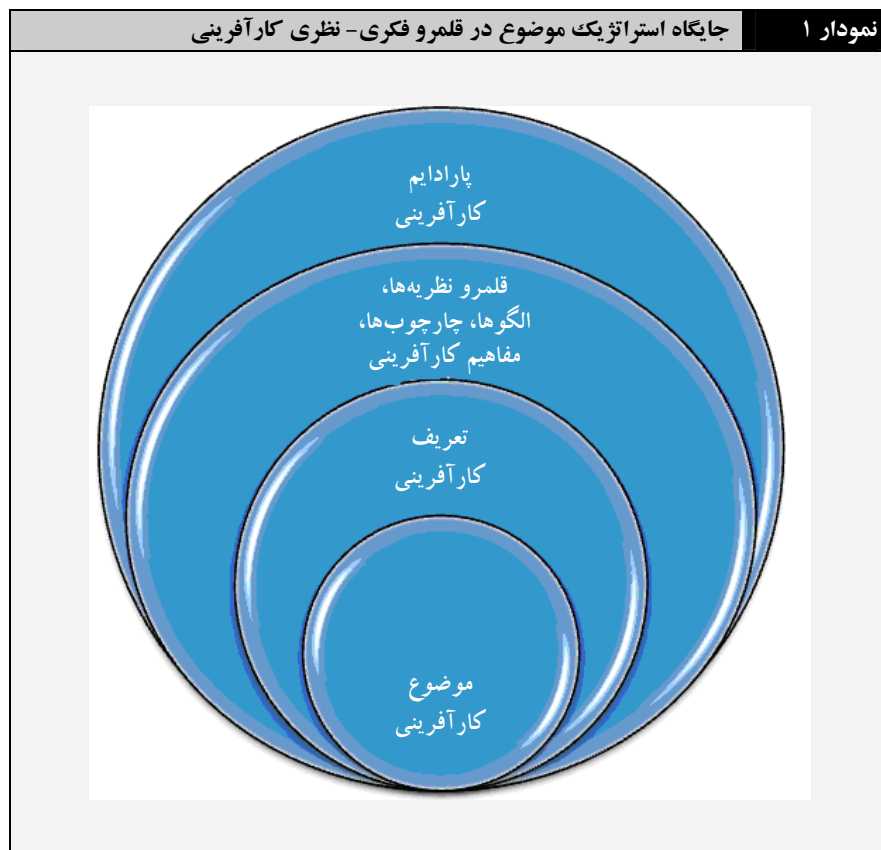 نمودار ۱ جایگاه استراتژیک موضوع در قلمرو فکری- نظری کارآفرینی
پارادایم
کارآفرینی
قلمرو نظریه‌ها،
الگوها، چارچوب‌ها،
مفاهیم کارآفرینی
تعریف
کارآفرینی
موضوع
کارآفرینی